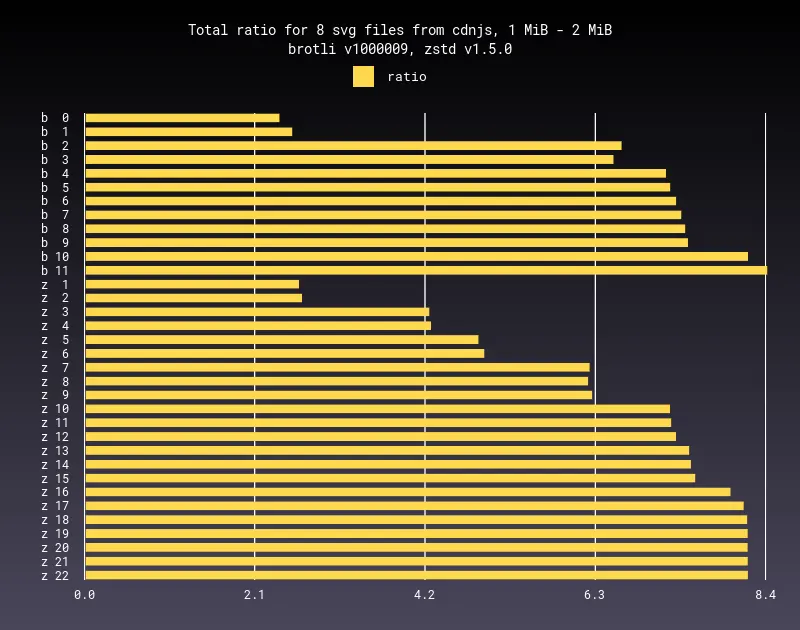 Total ratio for 8 svg files from cdnjs, 1 MiB - 2 MiB
brotli v1000009, zstd v1.5.0
ratio
b  0
b  1
b  2
b  3
b  4
b  5
b  6
b  7
b  8
b  9
b 10
b 11
z  1
z  2
z  3
z  4
z  5
z  6
z  7
z  8
z  9
z 10
z 11
z 12
z 13
z 14
z 15
z 16
z 17
z 18
z 19
z 20
z 21
z 22
0.0 2.1 4.2 6.3 8.4